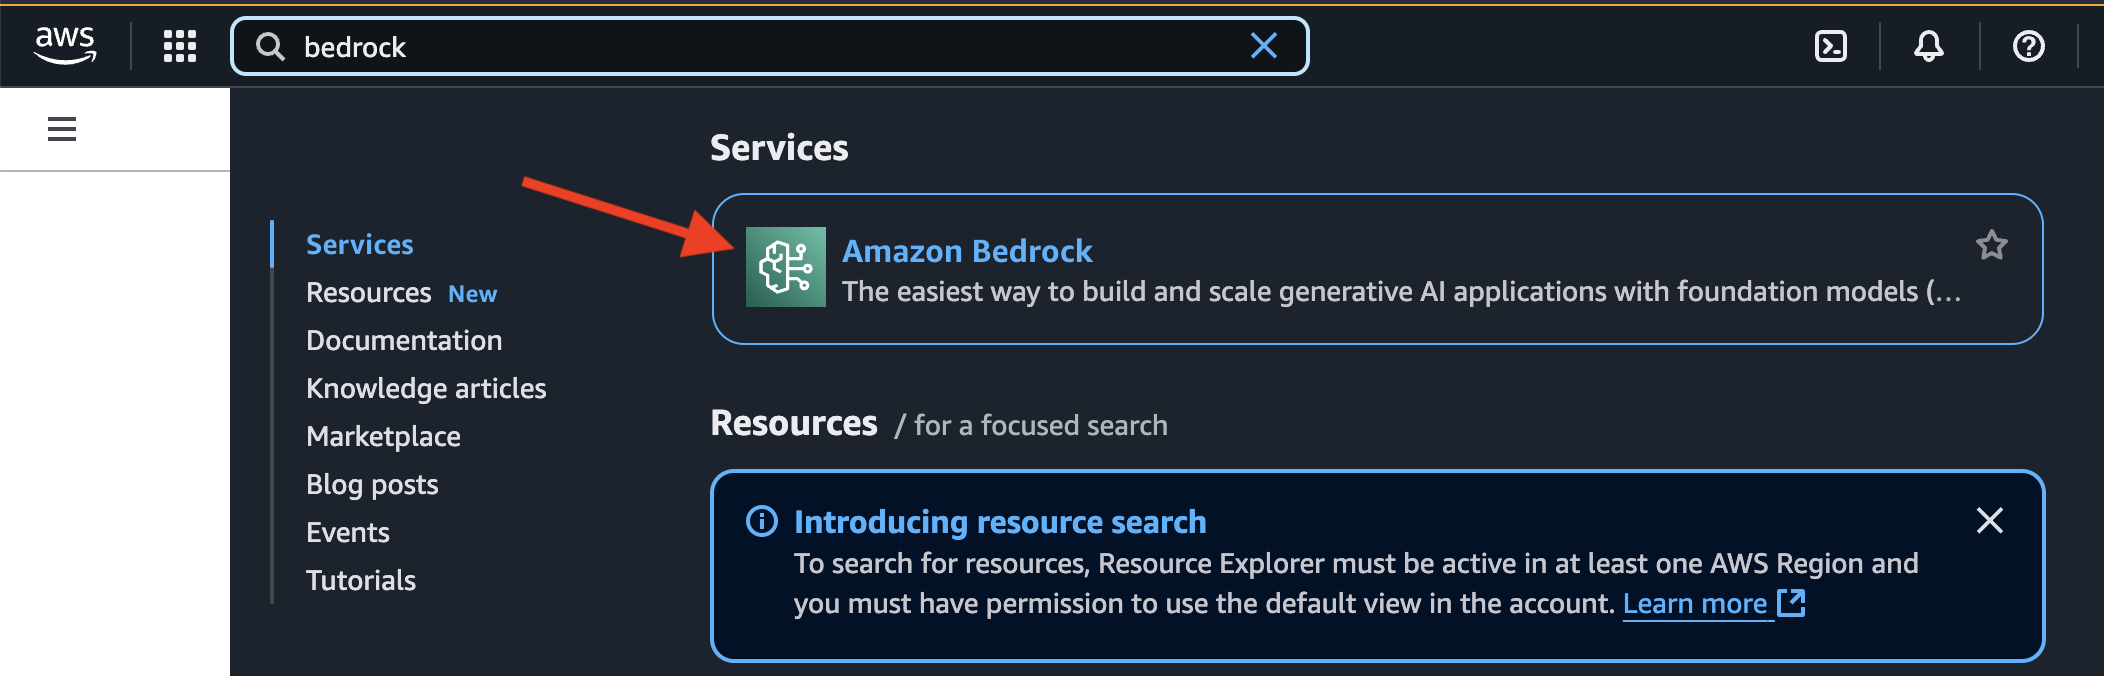 aws
bedrock
Services
Services
Amazon Bedrock
The easiest way to build and scale generative AI applications with foundation models (...
Resources New
Documentation
Knowledge articles
Marketplace
Blog posts
Events
Tutorials
Resources / for a focused search
Introducing resource search
To search for resources, Resource Explorer must be active in at least one AWS Region and
you must have permission to use the default view in the account. Learn more